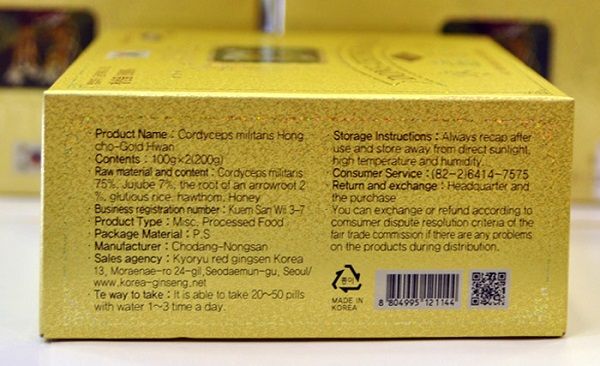 Product Name : Cordyceps militaris Hong
cho-Gold Hwan
Contents : 100g×2(200g)
Raw material and content : Cordyceps militaris
75%, Jujube 7%, the root of an arrowroot 2
%, glutious rice, hawthorn, Honey
Business registration number : Kuem San Wii 3-7
Product Type : Misc. Processed Food
Package Material : P.S
Manufacturer : Chodang-Nongsan
Sales agency : Kyoryu red gingsen Korea
13, Moraenae-ro 24-gil, Seodaemun-gu, Seoul/
www.korea-ginseng.net
Te way to take : It is able to take 20~50 pills
with water 1~3 time a day.
Storage Instructions : Always recap after
use and store away from direct sunlight,
high temperature and humidity.
Consumer Service : (82-2)6414-7575
Return and exchange : Headquarter and
the purchase
You can exchange or refund according to
comsumer dispute resolution criteria of the
fair trade commission if there are any problems
on the products during distribution.
종이
MADE IN
KOREA
8 804995 121144